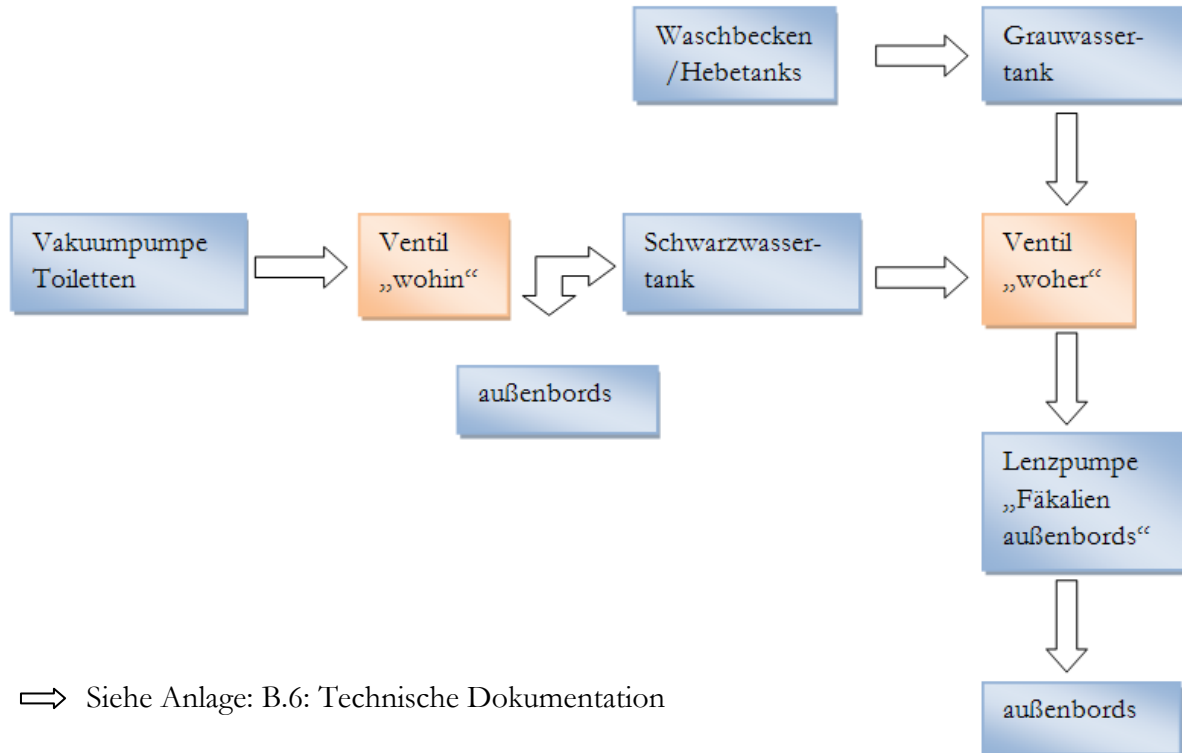 Waschbecken
/Hebetanks
Grauwasser-
tank
Vakuumpumpe
Toiletten
Ventil
„wohin“
Schwarzwasser-
tank
Ventil
„woher“
außenbords
Lenzpumpe
„Fäkalien
außenbords“
Siehe Anlage: B.6: Technische Dokumentation
außenbords